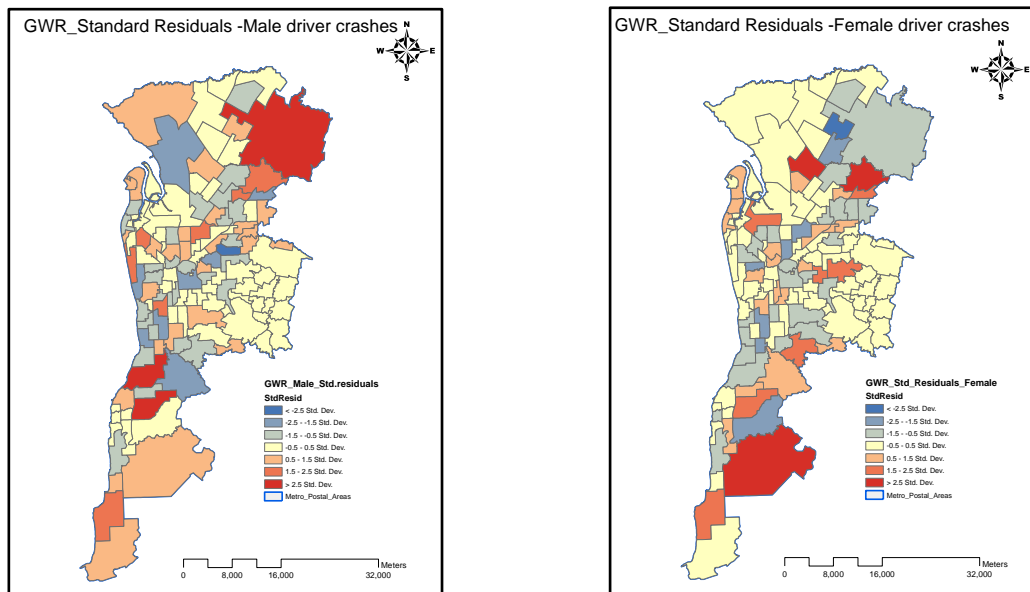 GWR_Standard Residuals -Male driver crashes
N
W E
S
GWR_Male_Std.residuals
StdResid
< -2.5 Std. Dev.
-2.5 - -1.5 Std. Dev.
-1.5 - -0.5 Std. Dev.
-0.5 - 0.5 Std. Dev.
0.5 - 1.5 Std. Dev.
1.5 - 2.5 Std. Dev.
> 2.5 Std. Dev.
Metro_Postal_Areas
Meters
0 8,000 16,000 32,000
GWR_Standard Residuals -Female driver crashes
N
W E
S
GWR_Std_Residuals_Female
StdResid
< -2.5 Std. Dev.
-2.5 - -1.5 Std. Dev.
-1.5 - -0.5 Std. Dev.
-0.5 - 0.5 Std. Dev.
0.5 - 1.5 Std. Dev.
1.5 - 2.5 Std. Dev.
> 2.5 Std. Dev.
Metro_Postal_Areas
Meters
0 8,000 16,000 32,000